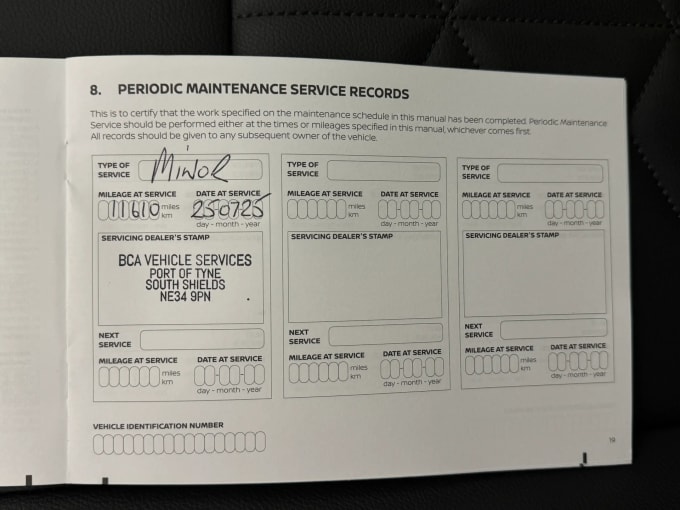 8. PERIODIC MAINTENANCE SERVICE RECORDS
This is to certify that the work specified on the maintenance schedule in this manual has been completed. Periodic Maintenance
Service should be performed either at the times or mileages specified in this manual, whichever comes first.
All records should be given to any subsequent owner of the vehicle.
TYPE OF SERVICE MINOR
MILEAGE AT SERVICE DATE AT SERVICE
11610 miles km 250725
day - month - year
SERVICING DEALER'S STAMP
BCA VEHICLE SERVICES
PORT OF TYNE
SOUTH SHIELDS
NE34 9PN
NEXT SERVICE
MILEAGE AT SERVICE DATE AT SERVICE
miles km
day - month - year
TYPE OF SERVICE
MILEAGE AT SERVICE DATE AT SERVICE
miles km
day - month - year
SERVICING DEALER'S STAMP
NEXT SERVICE
MILEAGE AT SERVICE DATE AT SERVICE
miles km
day - month - year
TYPE OF SERVICE
MILEAGE AT SERVICE DATE AT SERVICE
miles km
day - month - year
SERVICING DEALER'S STAMP
NEXT SERVICE
MILEAGE AT SERVICE DATE AT SERVICE
miles km
day - month - year
VEHICLE IDENTIFICATION NUMBER
19